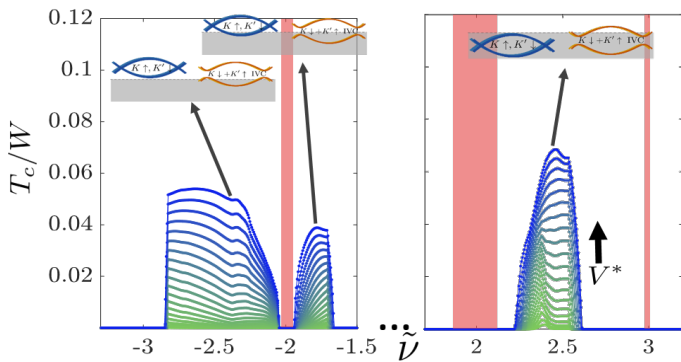 0.12
0.1
0.08
0.06
0.04
0.02
T_c/W
K ↑, K′ ↓
K ↓+K′ ↑ IVC
K ↑, K′ ↓
K ↓+K′ ↑ IVC
-3 -2.5 -2 -1.5
... ν̃
K ↑, K′ ↓
K ↓+K′ ↑ IVC
V*
2 2.5 3